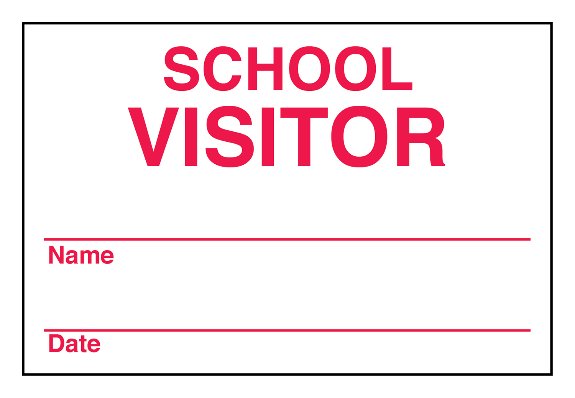 SCHOOL
VISITOR
Name
Date